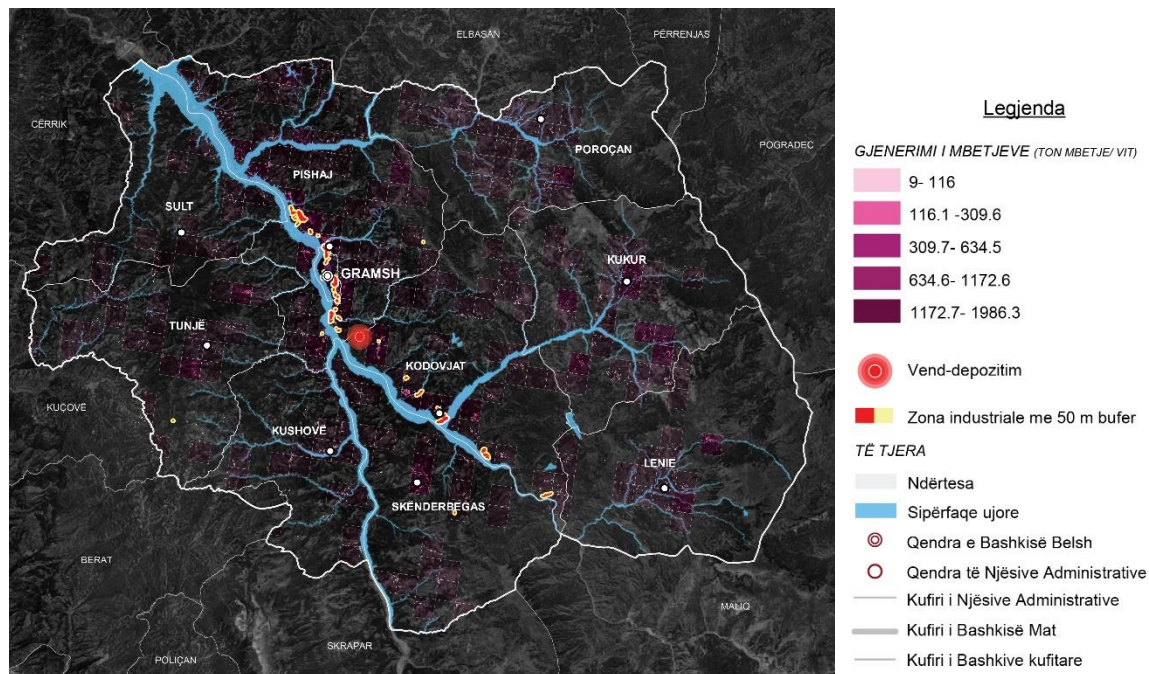 ELBASAN
PËRRENJAS
CËRRIK
POGRADEC
POROÇAN
PISHAJ
SULT
KUKUR
GRAMSH
TUNJË
KODOVJAT
KUÇOVË
KUSHOVË
LENIE
SKËNDERBEGAS
BERAT
MALIQ
SKRAPAR
POLIÇAN
Legjenda
GJENERIMI I MBETJEVE (TON MBETJE/ VIT)
9- 116
116.1 -309.6
309.7- 634.5
634.6- 1172.6
1172.7- 1986.3
Vend-depozitim
Zona industriale me 50 m bufer
TË TJERA
Ndërtesa
Sipërfaqe ujore
Qendra e Bashkisë Belsh
Qendra të Njësive Administrative
Kufiri i Njësive Administrative
Kufiri i Bashkisë Mat
Kufiri i Bashkive kufitare